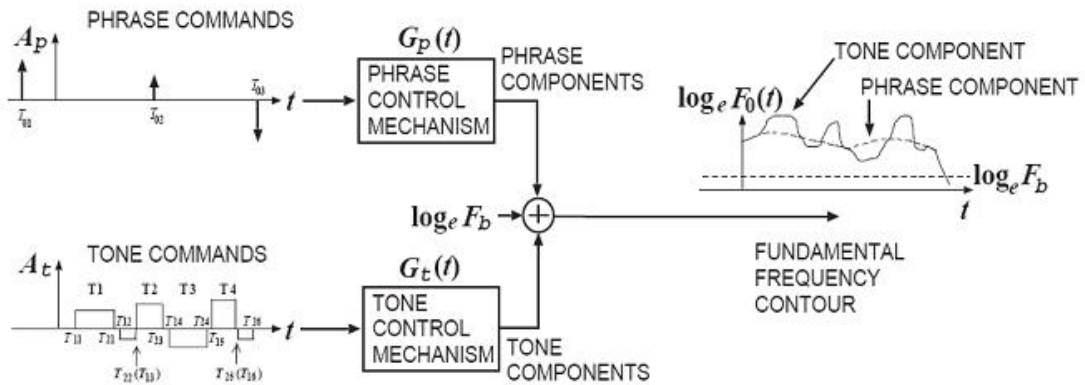 PHRASE COMMANDS
A_p
T_01
T_02
T_03
t
G_p(t)
PHRASE
CONTROL
MECHANISM
PHRASE
COMPONENTS
TONE COMPONENT
PHRASE COMPONENT
log_e F_0(t)
log_e F_b
t
log_e F_b
+
FUNDAMENTAL
FREQUENCY
CONTOUR
TONE COMMANDS
A_t
T1 T2 T3 T4
T_12 T_14 T_24 T_26
t
T_11 T_21 T_23 T_15
T_22(T_13)
T_25(T_16)
G_t(t)
TONE
CONTROL
MECHANISM
TONE
COMPONENTS